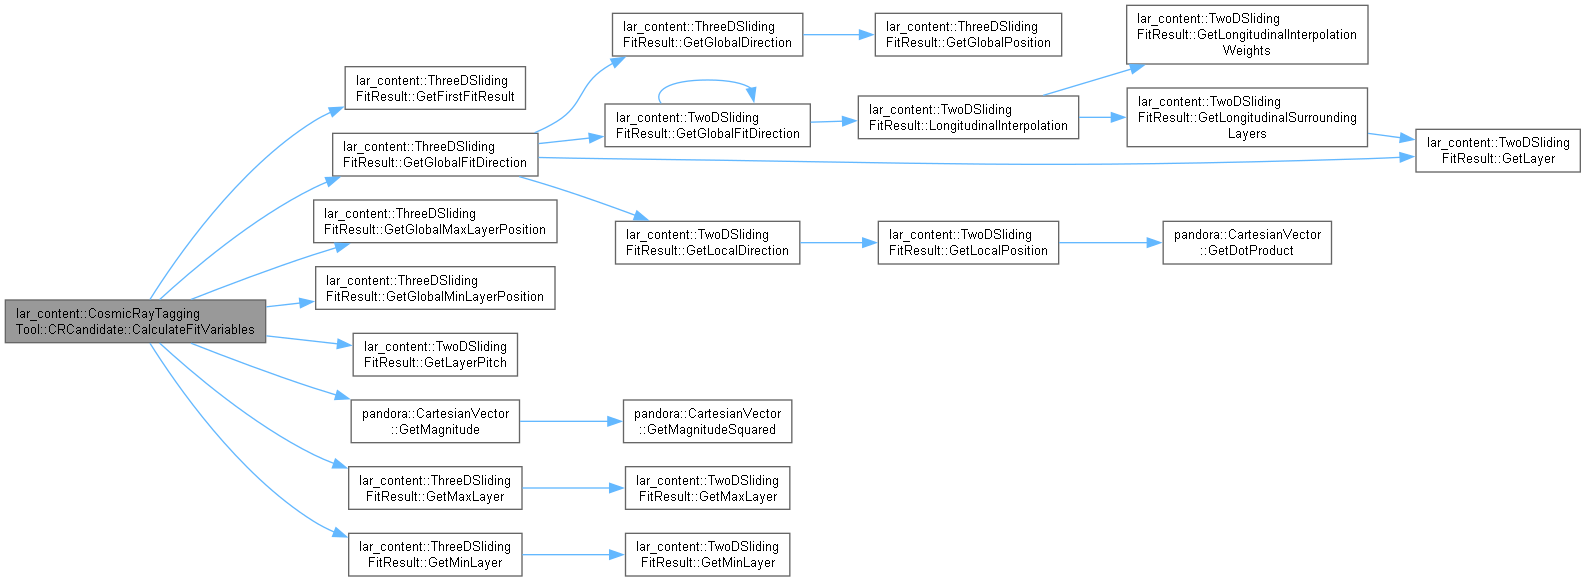 lar_content::CosmicRayTagging
Tool::CRCandidate::CalculateFitVariables
lar_content::ThreeDSliding
FitResult::GetFirstFitResult
lar_content::ThreeDSliding
FitResult::GetGlobalFitDirection
lar_content::ThreeDSliding
FitResult::GetGlobalMaxLayerPosition
lar_content::ThreeDSliding
FitResult::GetGlobalMinLayerPosition
lar_content::TwoDSliding
FitResult::GetLayerPitch
pandora::CartesianVector
::GetMagnitude
lar_content::ThreeDSliding
FitResult::GetMaxLayer
lar_content::ThreeDSliding
FitResult::GetMinLayer
lar_content::ThreeDSliding
FitResult::GetGlobalDirection
lar_content::TwoDSliding
FitResult::GetGlobalFitDirection
lar_content::TwoDSliding
FitResult::GetLocalDirection
pandora::CartesianVector
::GetMagnitudeSquared
lar_content::TwoDSliding
FitResult::GetMaxLayer
lar_content::TwoDSliding
FitResult::GetMinLayer
lar_content::ThreeDSliding
FitResult::GetGlobalPosition
lar_content::TwoDSliding
FitResult::LongitudinalInterpolation
lar_content::TwoDSliding
FitResult::GetLocalPosition
lar_content::TwoDSliding
FitResult::GetLongitudinalInterpolation
Weights
lar_content::TwoDSliding
FitResult::GetLongitudinalSurrounding
Layers
pandora::CartesianVector
::GetDotProduct
lar_content::TwoDSliding
FitResult::GetLayer